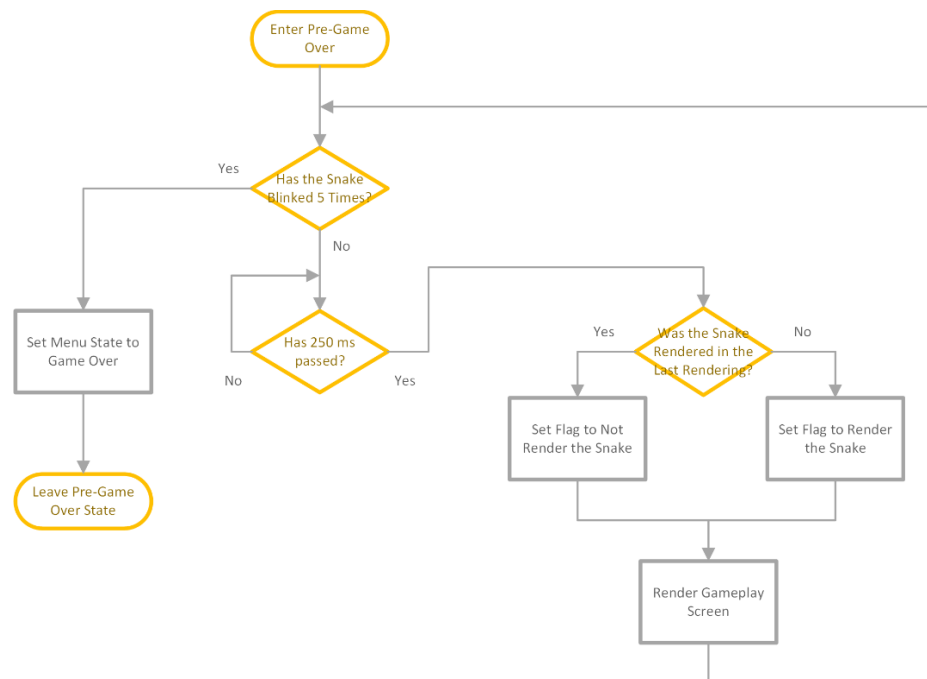 Enter Pre-Game
Over
Yes
Has the Snake
Blinked 5 Times?
No
Set Menu State to
Game Over
Has 250 ms
passed?
No
Yes
Yes
Was the Snake
Rendered in the
Last Rendering?
No
Set Flag to Not
Render the Snake
Set Flag to Render
the Snake
Leave Pre-Game
Over State
Render Gameplay
Screen